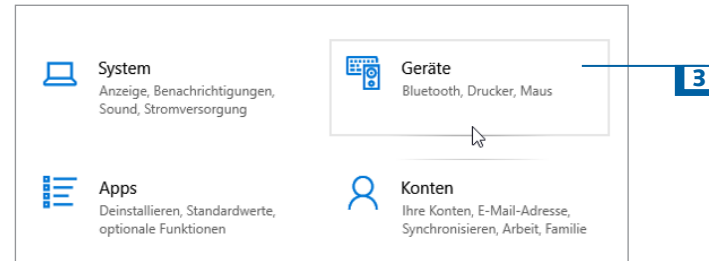 System
Anzeige, Benachrichtigungen,
Sound, Stromversorgung
Geräte
Bluetooth, Drucker, Maus
3
Apps
Deinstallieren, Standardwerte,
optionale Funktionen
Konten
Ihre Konten, E-Mail-Adresse,
Synchronisieren, Arbeit, Familie